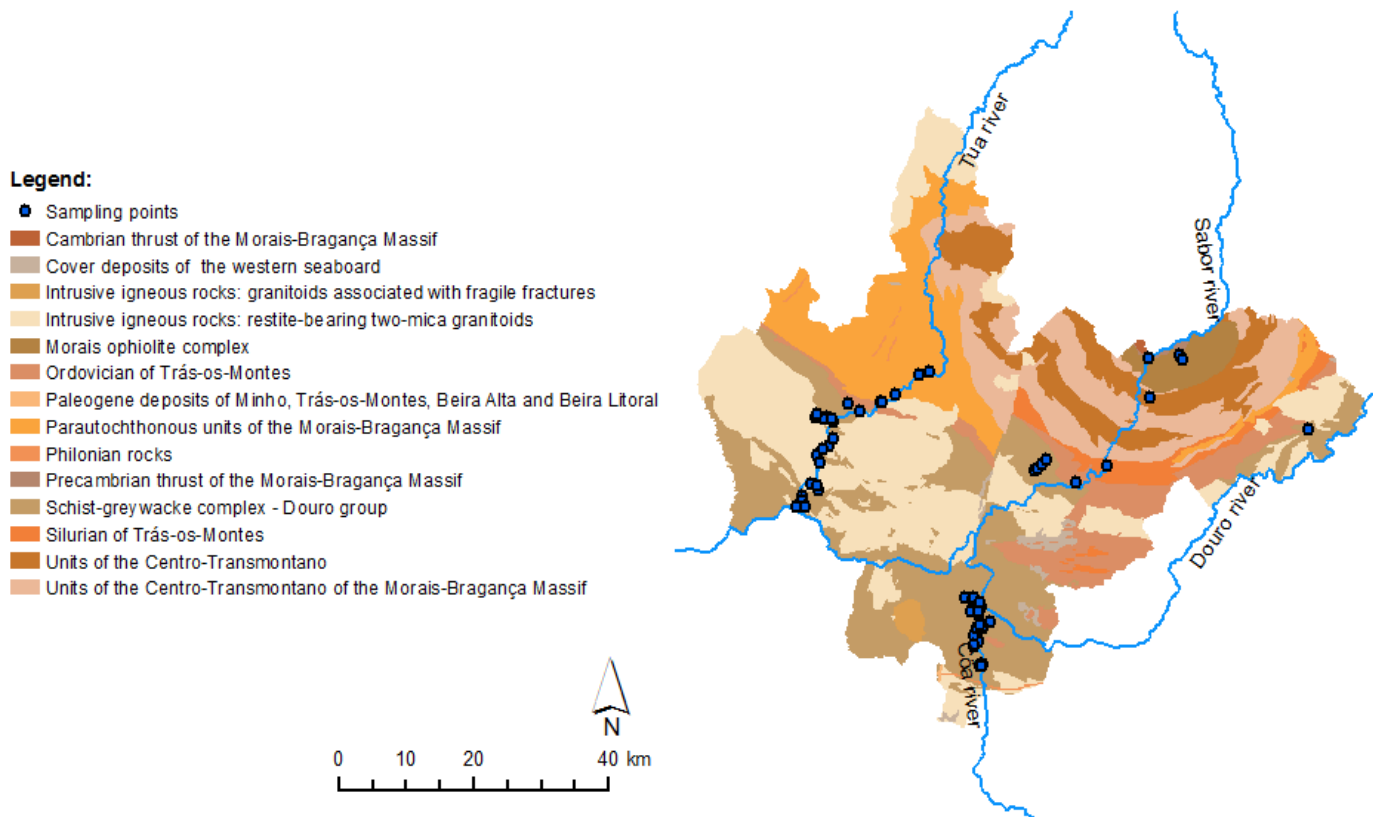 Legend:
Sampling points
Cambrian thrust of the Morais-Bragança Massif
Cover deposits of the western seaboard
Intrusive igneous rocks: granitoids associated with fragile fractures
Intrusive igneous rocks: restite-bearing two-mica granitoids
Morais ophiolite complex
Ordovician of Trás-os-Montes
Paleogene deposits of Minho, Trás-os-Montes, Beira Alta and Beira Litoral
Parautochthonous units of the Morais-Bragança Massif
Philonian rocks
Precambrian thrust of the Morais-Bragança Massif
Schist-greywacke complex - Douro group
Silurian of Trás-os-Montes
Units of the Centro-Transmontano
Units of the Centro-Transmontano of the Morais-Bragança Massif
N
0 10 20 40 km
Tua river
Sabor river
Douro river
Côa river